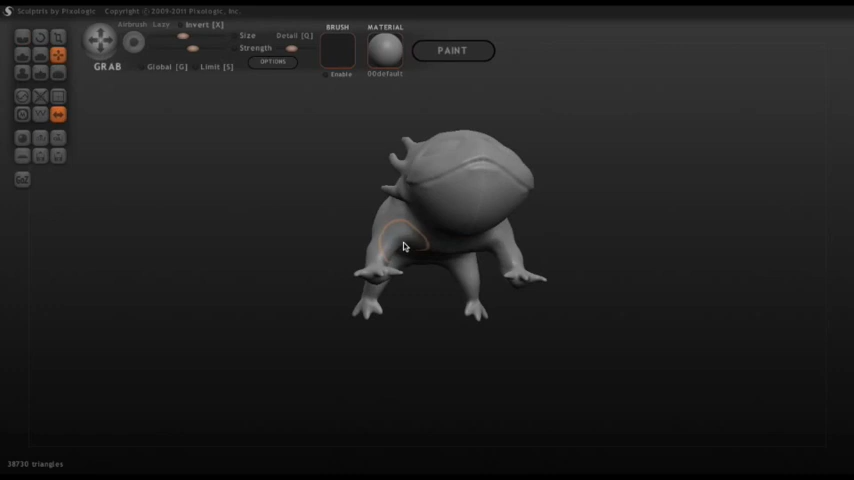 Sculptris by Pixologic Copyright © 2009-2011 Pixologic, Inc.
Airbrush Lazy Invert [X]
Size
Strength
Detail [Q]
GRAB
Global [G] Limit [S]
OPTIONS
BRUSH
Enable
MATERIAL
00default
PAINT
GoZ
38730 triangles